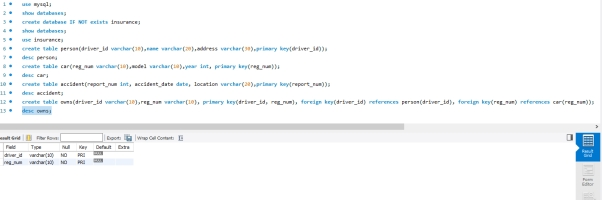 1 use mysql;
2 show databases;
3 create database IF NOT exists insurance;
4 show databases;
5 use insurance;
6 create table person(driver_id varchar(10),name varchar(20),address varchar(30),primary key(driver_id));
7 desc person;
8 create table car(reg_num varchar(10),model varchar(10),year int, primary key(reg_num));
9 desc car;
10 create table accident(report_num int, accident_date date, location varchar(20),primary key(report_num));
11 desc accident;
12 create table owns(driver_id varchar(10),reg_num varchar(10), primary key(driver_id, reg_num), foreign key(driver_id) references person(driver_id), foreign key(reg_num) references car(reg_num));
13 desc owns;
Result Grid Filter Rows: Export: Wrap Cell Content:
Field Type Null Key Default Extra
driver_id varchar(10) NO PRI NULL
reg_num varchar(10) NO PRI NULL
Result
Grid
Form
Editor